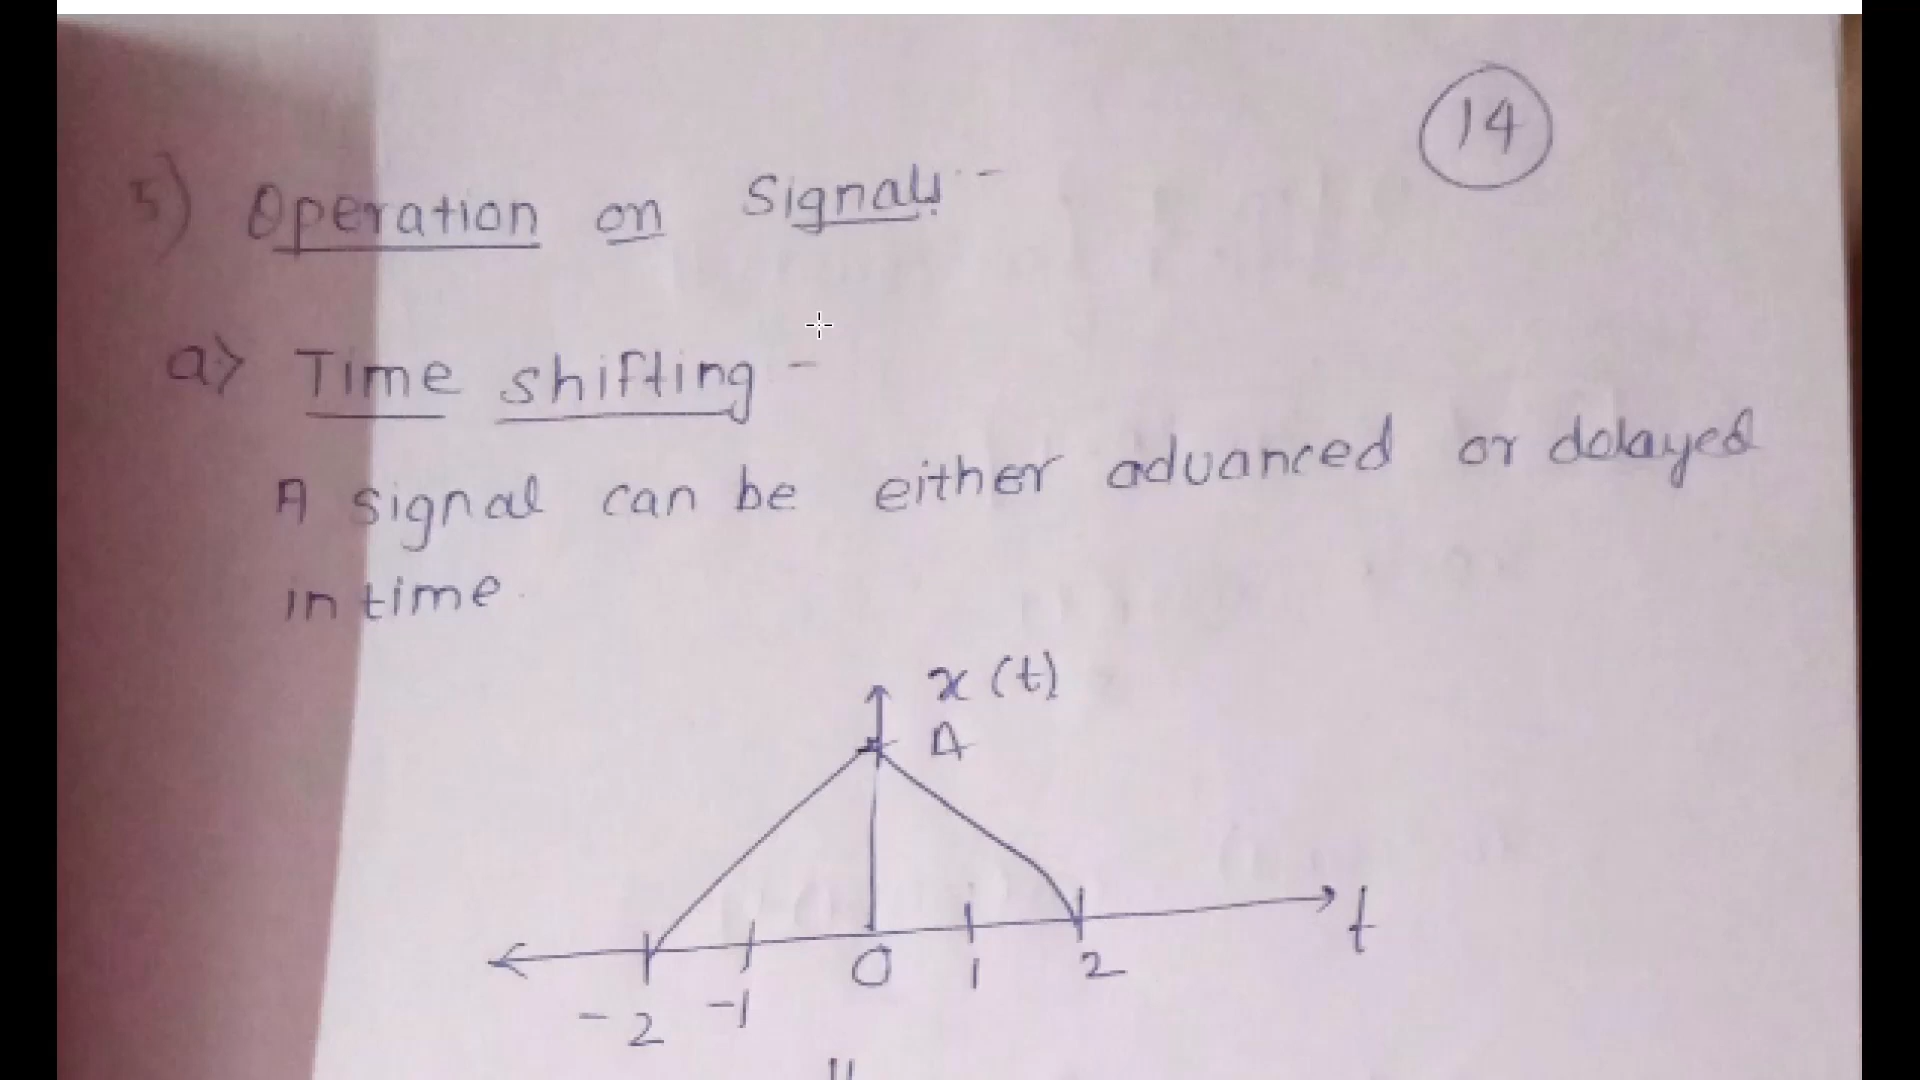 14
5) Operation on Signals:-
a) Time shifting -
A signal can be either advanced or delayed
in time.
x(t)
A
t
-2 -1 0 1 2